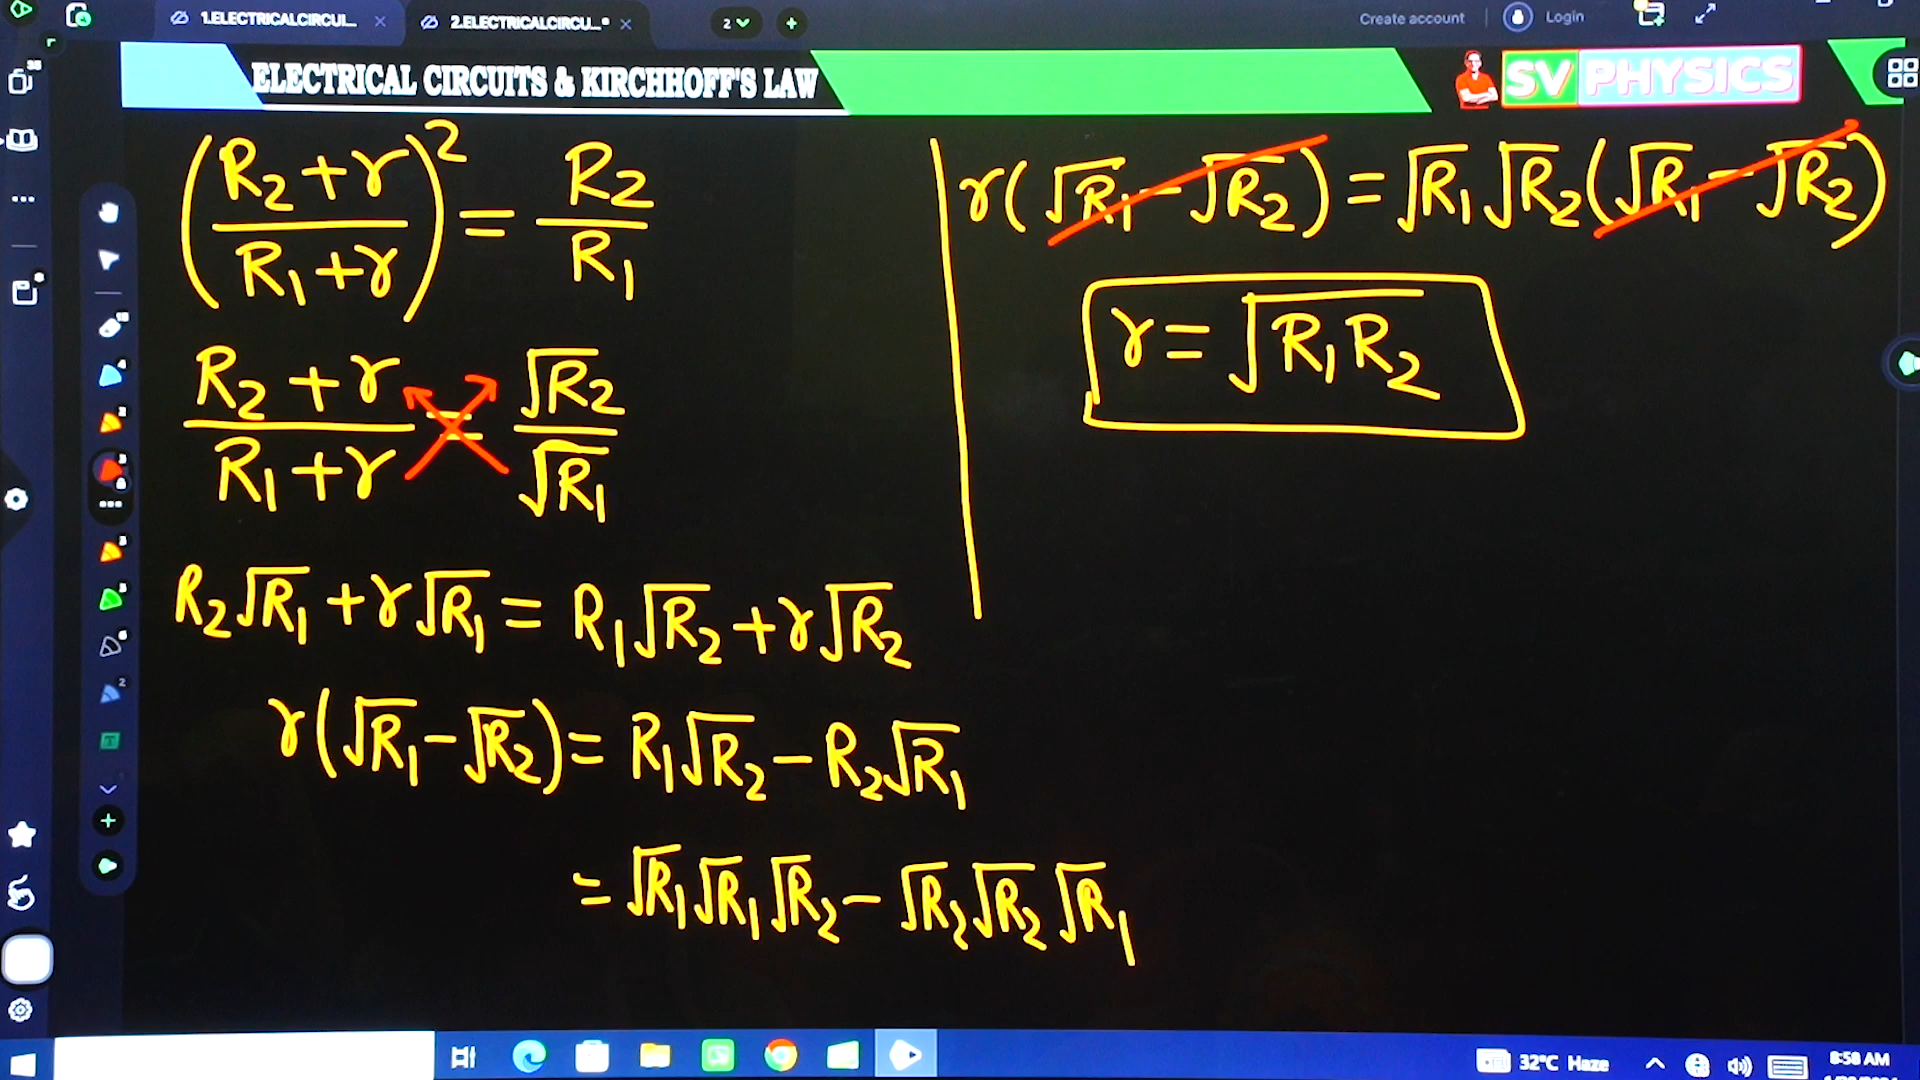 1.ELECTRICALCIRCUI... 2.ELECTRICALCIRCU...* 2 Create account Login
ELECTRICAL CIRCUITS & KIRCHHOFF'S LAW
SV PHYSICS
((R₂+r)/(R₁+r))² = R₂/R₁
(R₂+r)/(R₁+r) = √R₂/√R₁
R₂√R₁+r√R₁ = R₁√R₂+r√R₂
r(√R₁-√R₂) = R₁√R₂-R₂√R₁
= √R₁√R₁√R₂-√R₂√R₂√R₁
r(√R₁-√R₂) = √R₁√R₂(√R₁-√R₂)
r = √(R₁R₂)
32°C Haze 8:58 AM